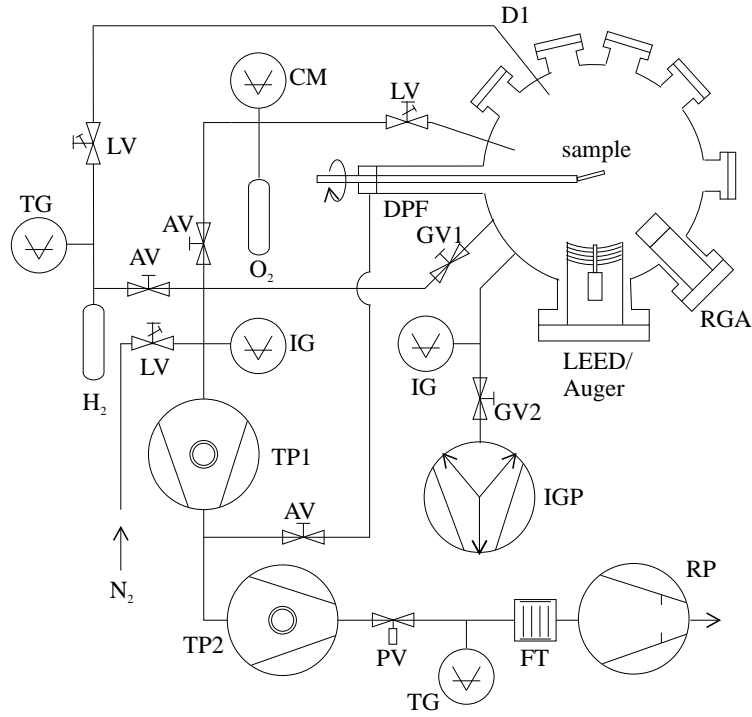 D1
CM
LV
LV
sample
TG
DPF
AV
AV
GV1
O₂
RGA
LV
IG
H₂
IG
LEED/
Auger
GV2
TP1
AV
IGP
N₂
RP
TP2
PV
FT
TG